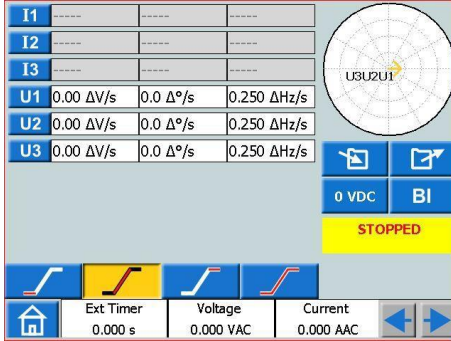 I1 ----- ----- -----
I2 ----- ----- -----
I3 ----- ----- -----
U1 0.00 ΔV/s 0.0 Δ°/s 0.250 ΔHz/s
U2 0.00 ΔV/s 0.0 Δ°/s 0.250 ΔHz/s
U3 0.00 ΔV/s 0.0 Δ°/s 0.250 ΔHz/s
U3U2U1
0 VDC BI
STOPPED
Ext Timer Voltage Current
0.000 s 0.000 VAC 0.000 AAC